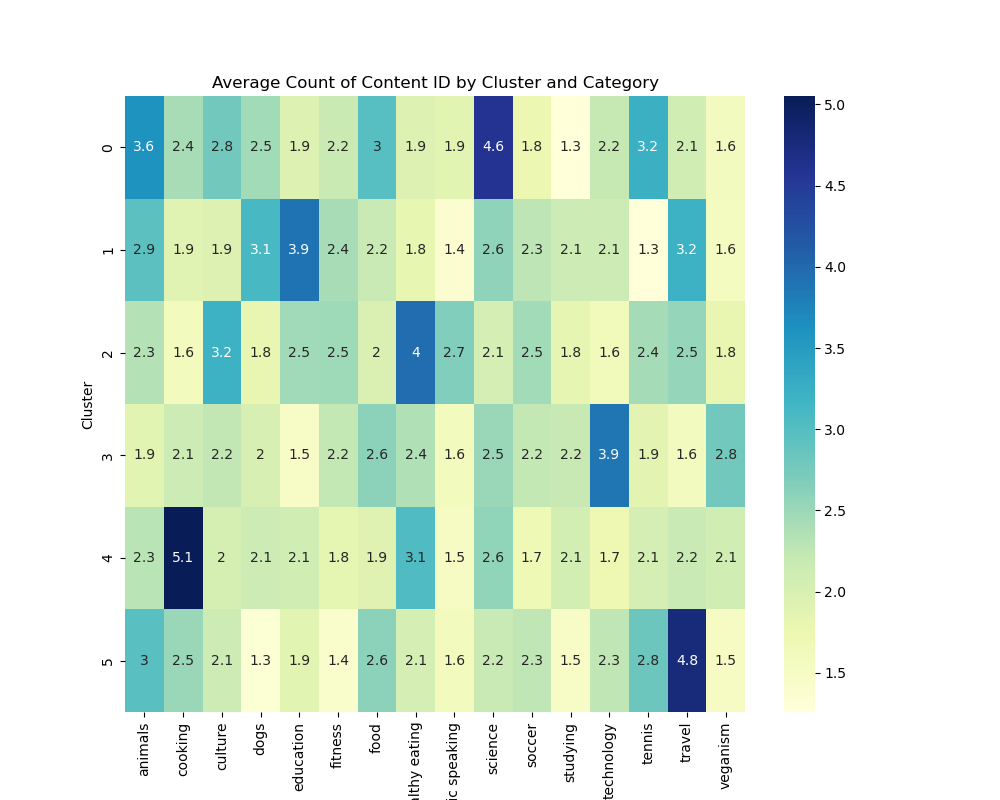 Average Count of Content ID by Cluster and Category
0 3.6 2.4 2.8 2.5 1.9 2.2 3 1.9 1.9 4.6 1.8 1.3 2.2 3.2 2.1 1.6
1 2.9 1.9 1.9 3.1 3.9 2.4 2.2 1.8 1.4 2.6 2.3 2.1 2.1 1.3 3.2 1.6
2 2.3 1.6 3.2 1.8 2.5 2.5 2 4 2.7 2.1 2.5 1.8 1.6 2.4 2.5 1.8
3 1.9 2.1 2.2 2 1.5 2.2 2.6 2.4 1.6 2.5 2.2 2.2 3.9 1.9 1.6 2.8
4 2.3 5.1 2 2.1 2.1 1.8 1.9 3.1 1.5 2.6 1.7 2.1 1.7 2.1 2.2 2.1
5 3 2.5 2.1 1.3 1.9 1.4 2.6 2.1 1.6 2.2 2.3 1.5 2.3 2.8 4.8 1.5
Cluster
animals
cooking
culture
dogs
education
fitness
food
althy eating
ic speaking
science
soccer
studying
technology
tennis
travel
veganism
5.0
4.5
4.0
3.5
3.0
2.5
2.0
1.5